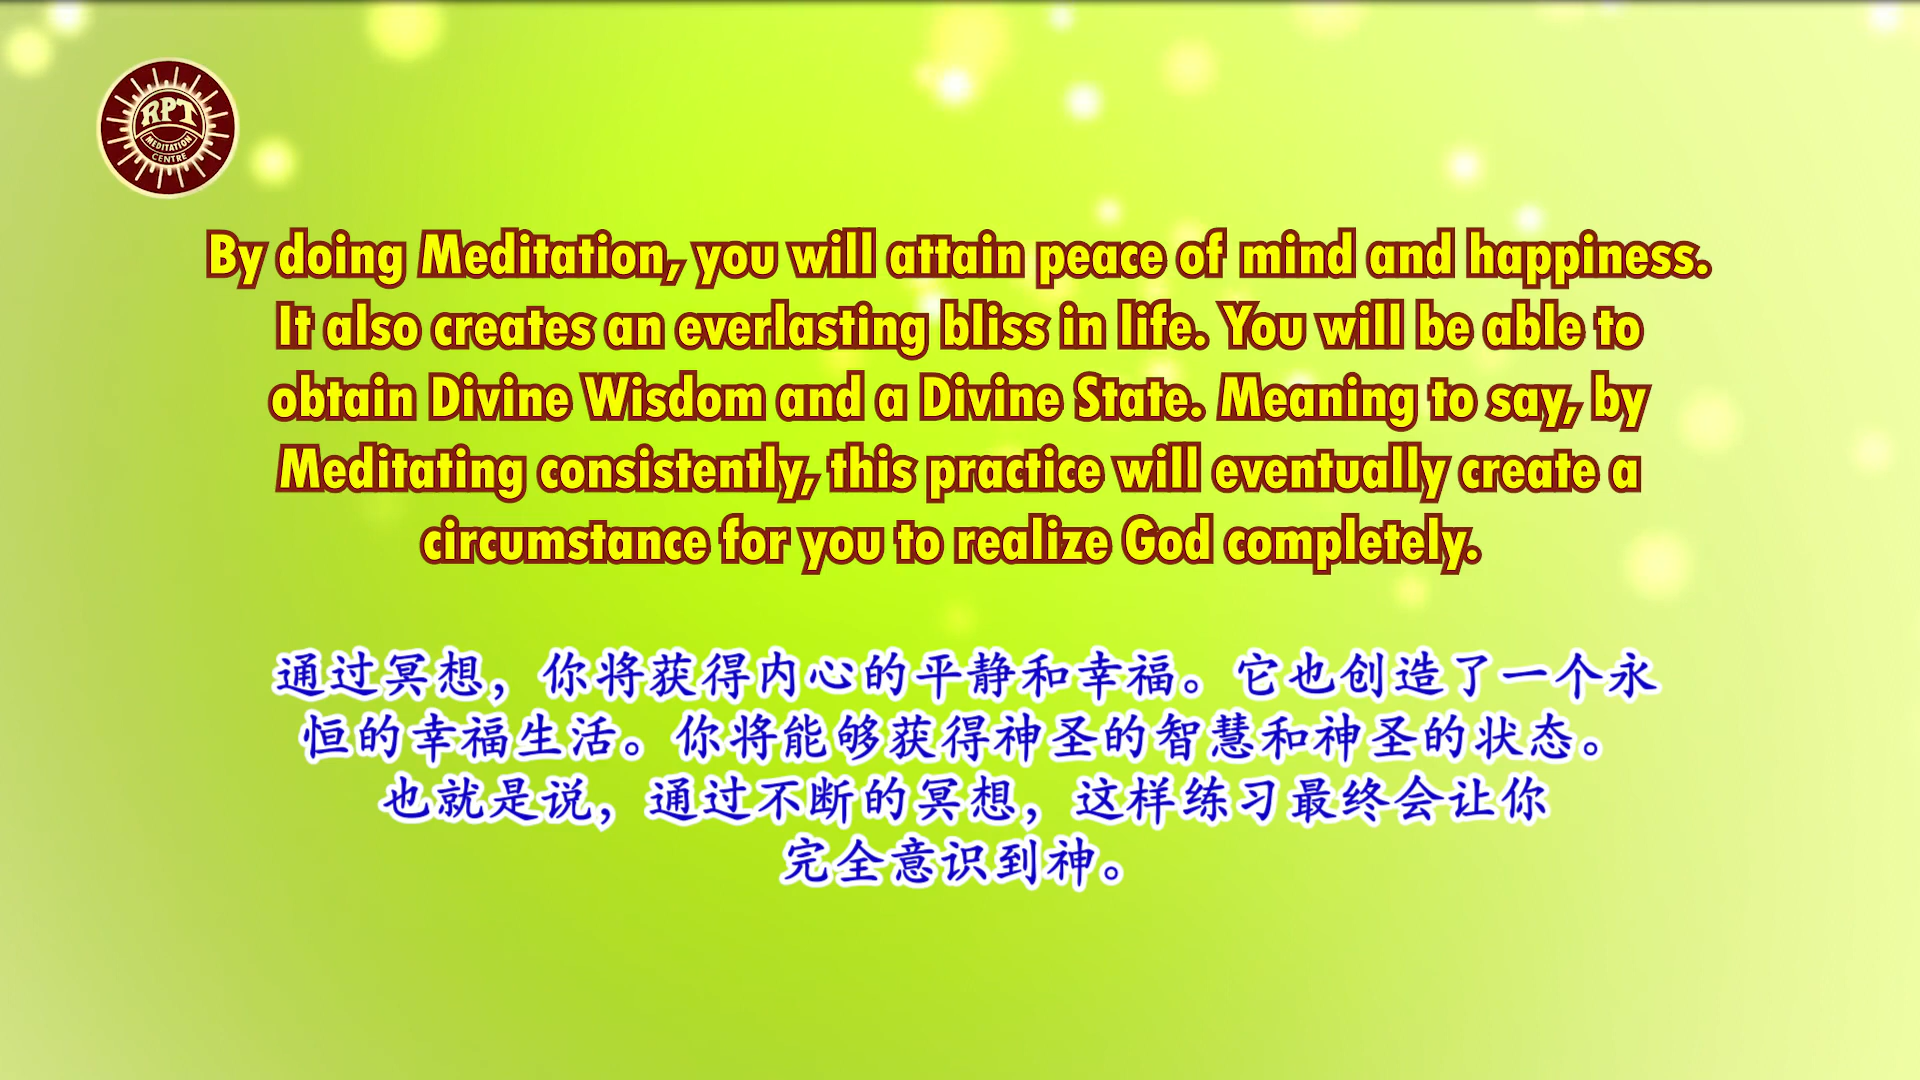 RPT
MEDITATION
CENTRE
By doing Meditation, you will attain peace of mind and happiness.
It also creates an everlasting bliss in life. You will be able to
obtain Divine Wisdom and a Divine State. Meaning to say, by
Meditating consistently, this practice will eventually create a
circumstance for you to realize God completely.
通过冥想，你将获得内心的平静和幸福。它也创造了一个永
恒的幸福生活。你将能够获得神圣的智慧和神圣的状态。
也就是说，通过不断的冥想，这样练习最终会让你
完全意识到神。